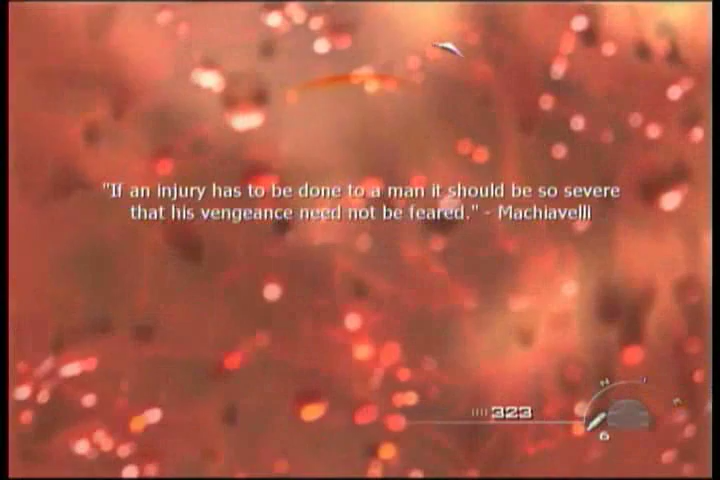 "If an injury has to be done to a man it should be so severe
that his vengeance need not be feared." - Machiavelli
323
N
6